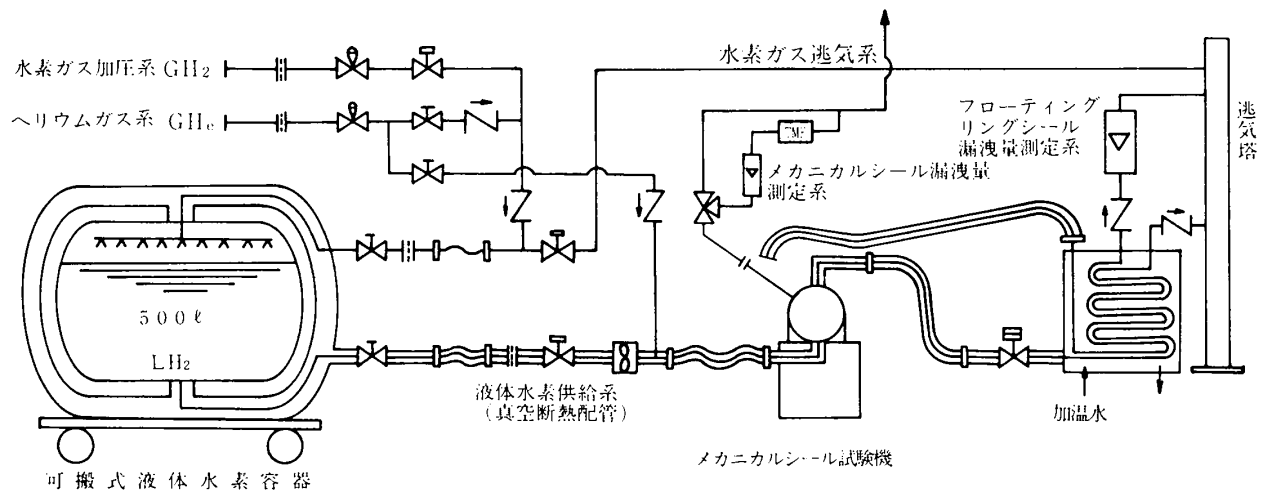 水素ガス加圧系 GH₂
ヘリウムガス系 GHe
水素ガス逃気系
フローティング
リングシール
漏洩量測定系
逃気塔
TMF
メカニカルシール漏洩量
測定系
500ℓ
LH₂
液体水素供給系
(真空断熱配管)
加温水
メカニカルシール試験機
可搬式液体水素容器